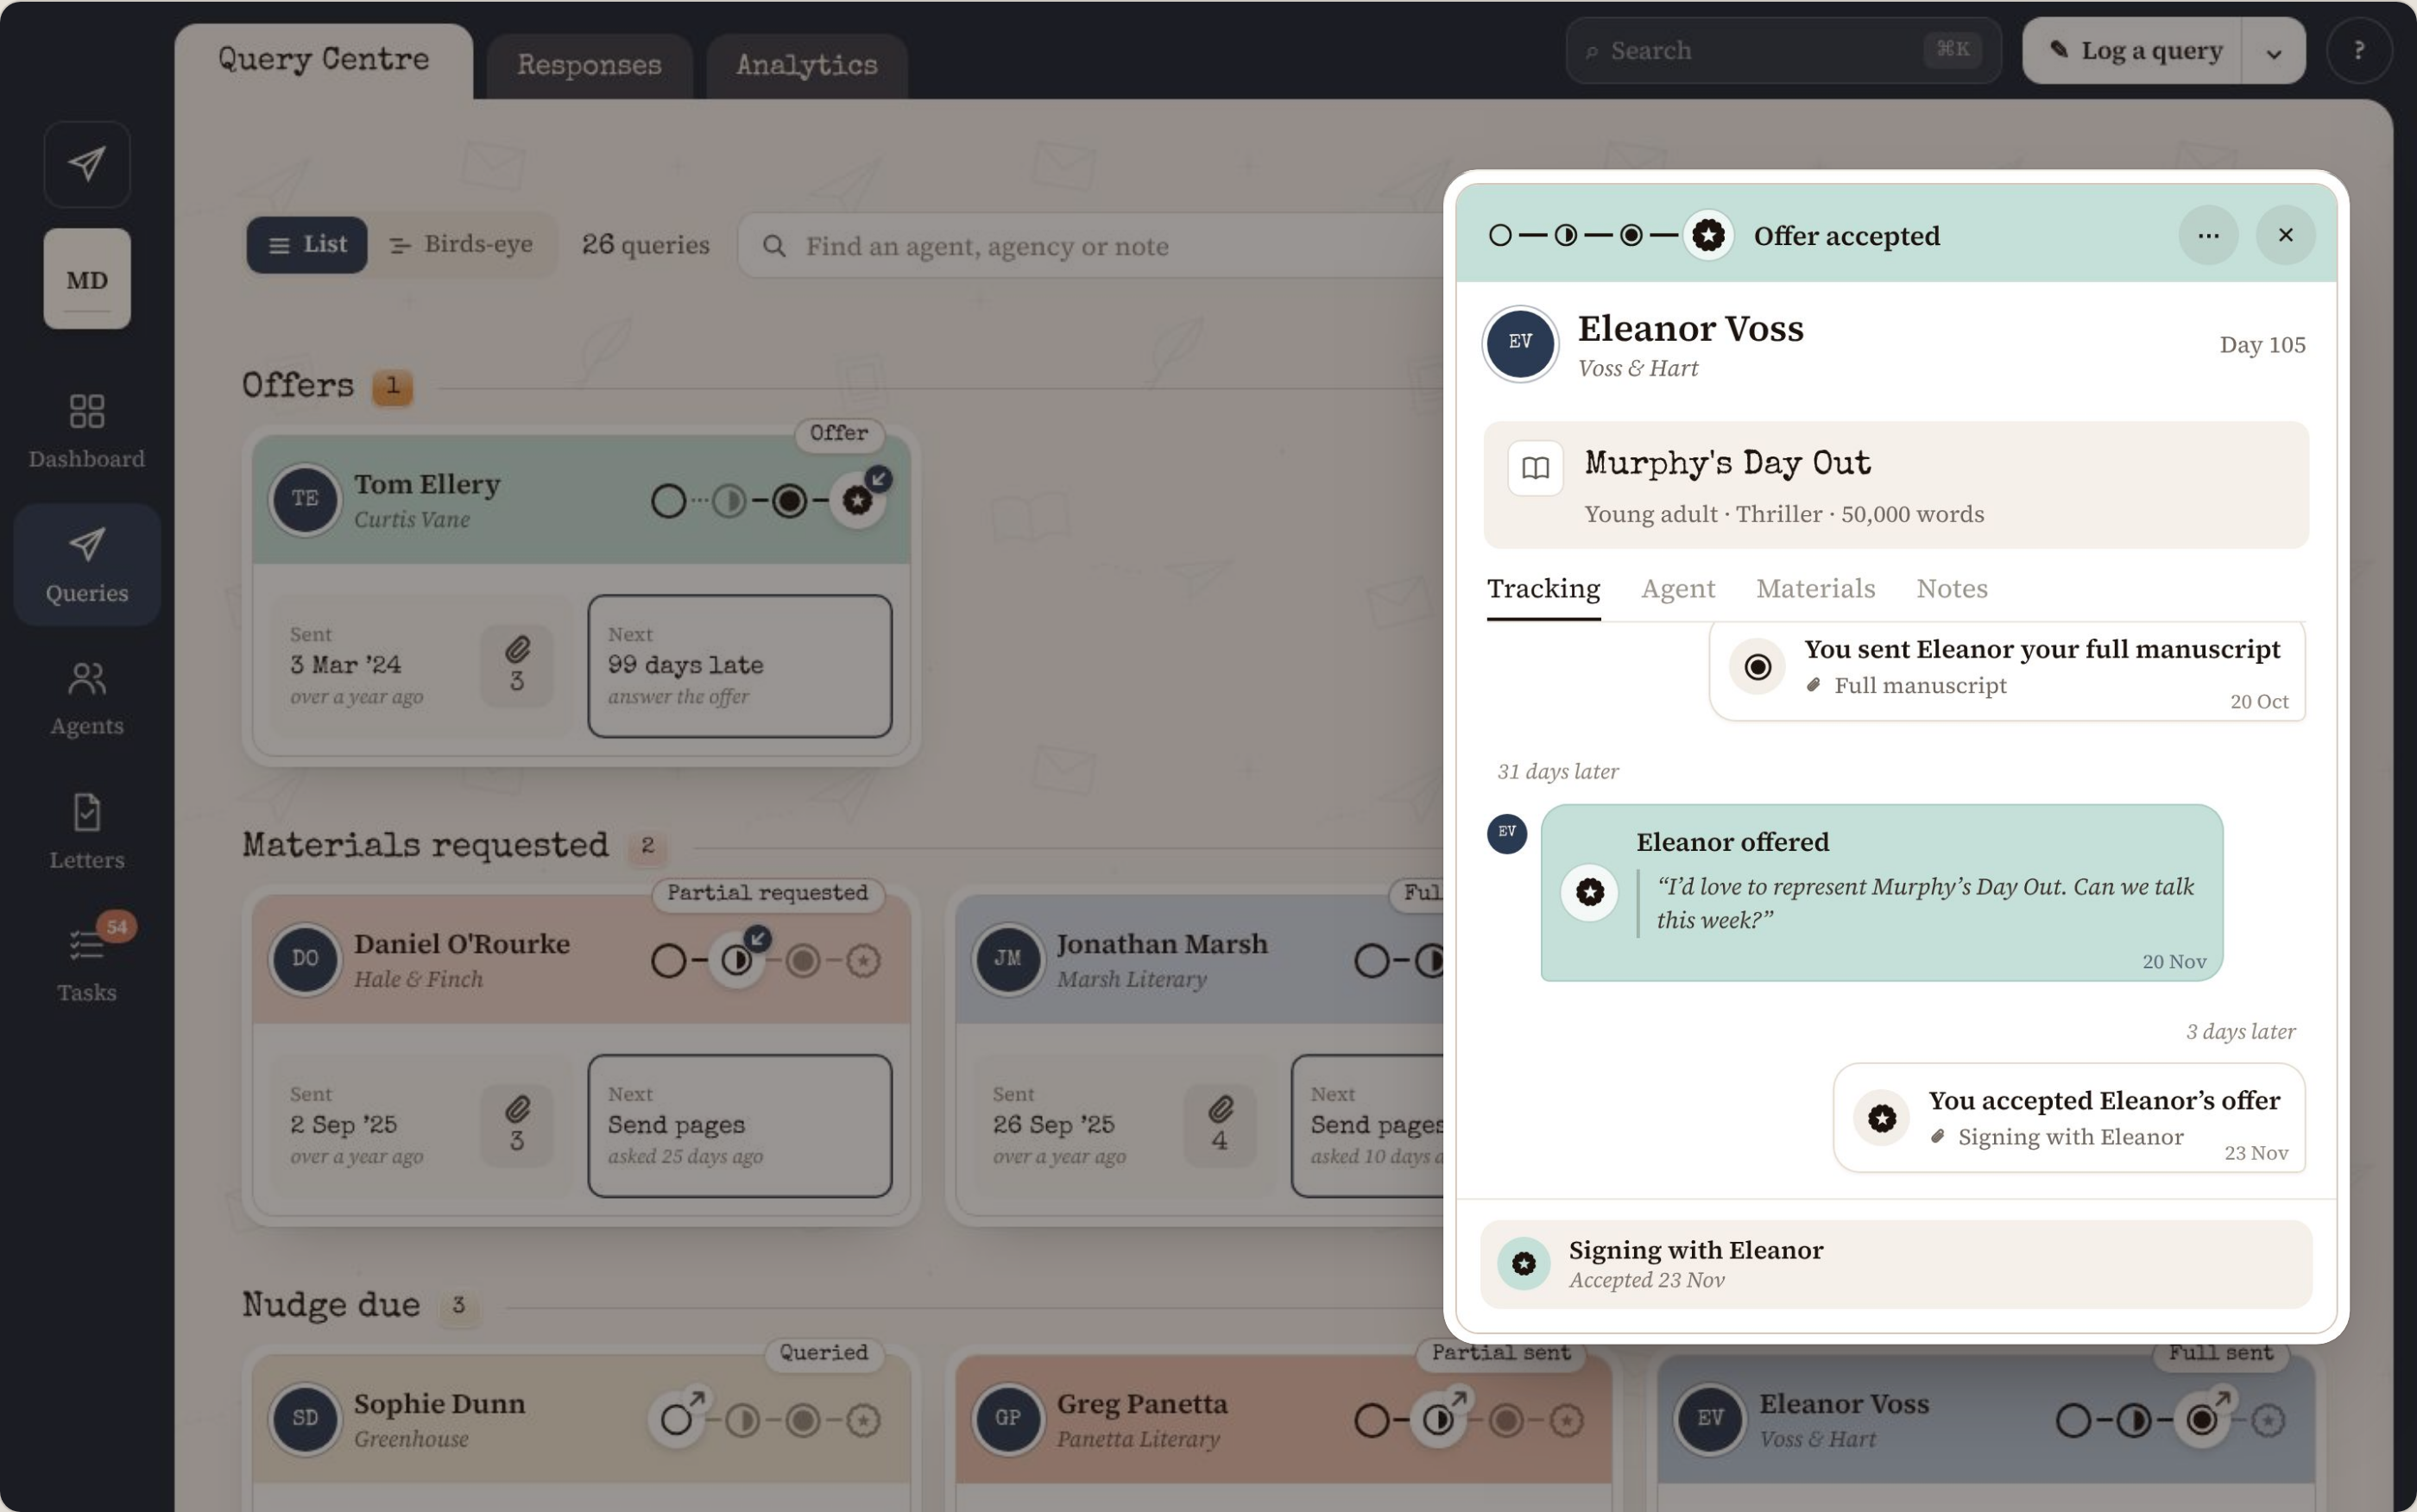 Query Centre
Responses
Analytics
Search
⌘K
Log a query
?
MD
Dashboard
Queries
Agents
Letters
54
Tasks
List
Birds-eye
26 queries
Find an agent, agency or note
Offers 1
Offer
TE
Tom Ellery
Curtis Vane
Sent
3 Mar ’24
over a year ago
3
Next
99 days late
answer the offer
Materials requested 2
Partial requested
DO
Daniel O'Rourke
Hale & Finch
Sent
2 Sep ’25
over a year ago
3
Next
Send pages
asked 25 days ago
JM
Jonathan Marsh
Marsh Literary
Sent
26 Sep ’25
over a year ago
4
Next
Send pages
asked 10 days
Nudge due 3
Queried
SD
Sophie Dunn
Greenhouse
Partial sent
GP
Greg Panetta
Panetta Literary
Full sent
EV
Eleanor Voss
Voss & Hart
Offer accepted
EV
Eleanor Voss
Voss & Hart
Day 105
Murphy's Day Out
Young adult · Thriller · 50,000 words
Tracking
Agent
Materials
Notes
You sent Eleanor your full manuscript
Full manuscript
20 Oct
31 days later
EV
Eleanor offered
“I’d love to represent Murphy’s Day Out. Can we talk
this week?”
20 Nov
3 days later
You accepted Eleanor’s offer
Signing with Eleanor
23 Nov
Signing with Eleanor
Accepted 23 Nov